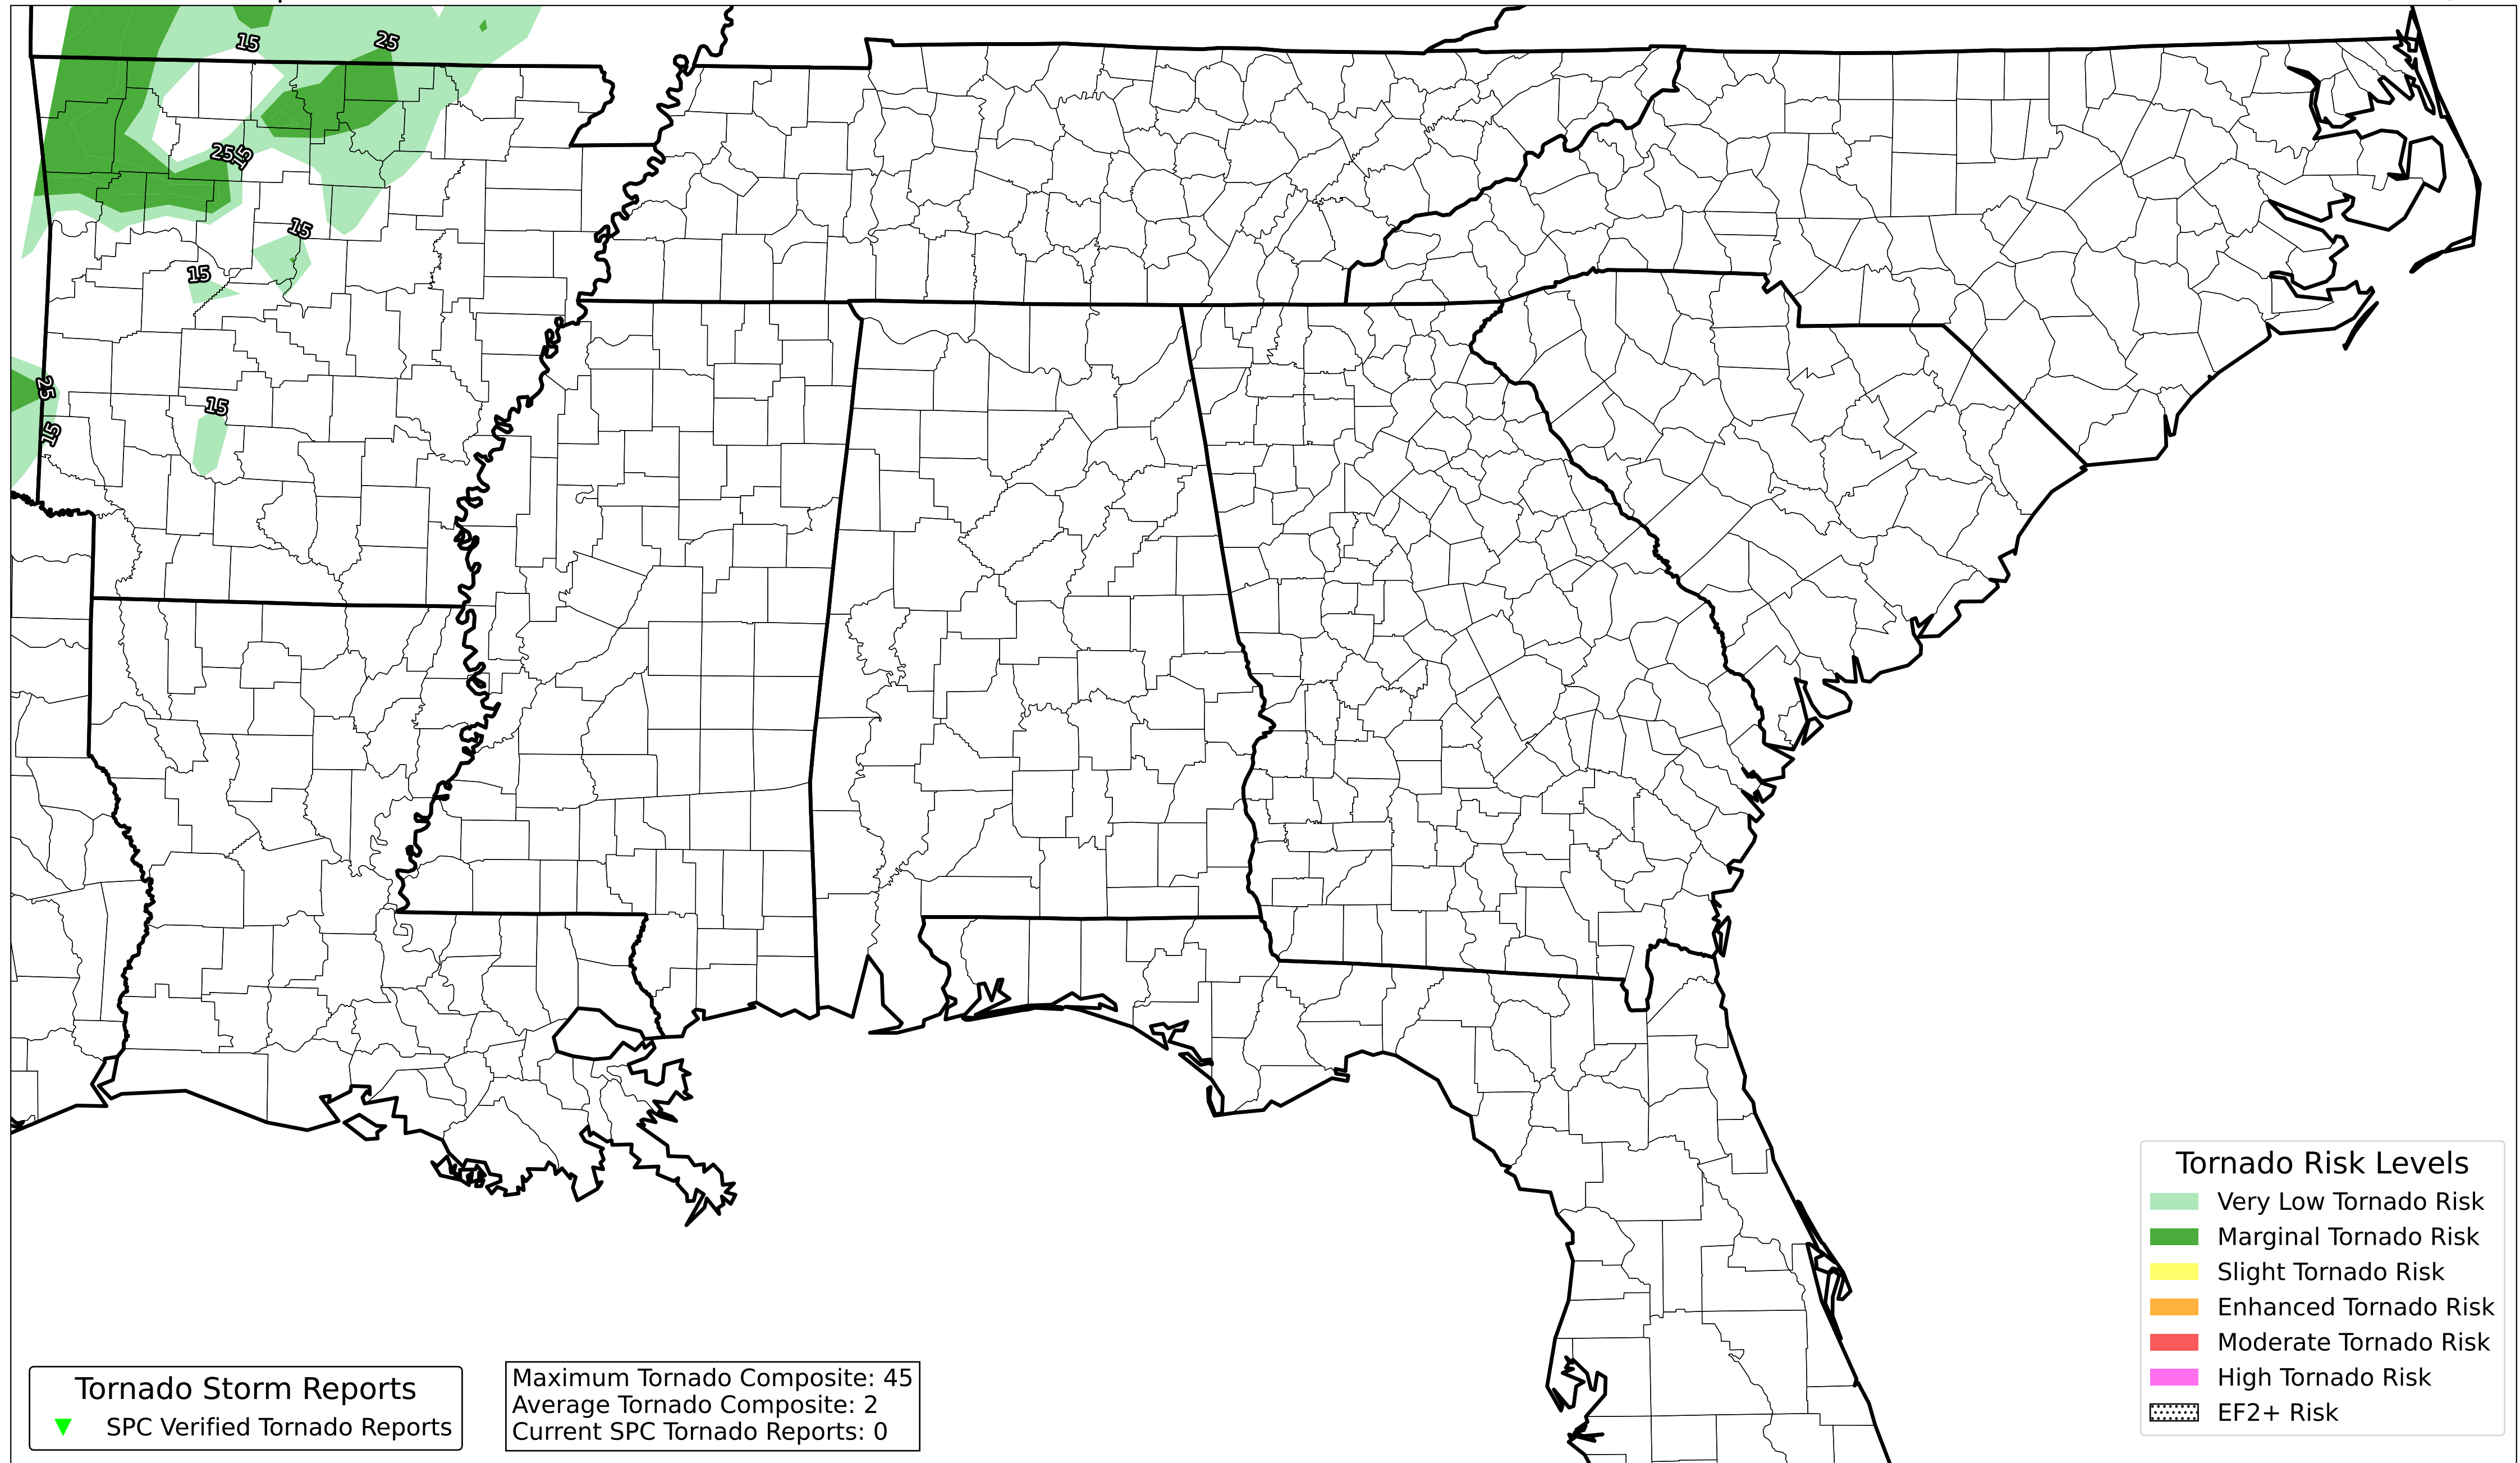 15
25
25
15
15
15
25
15
15
Tornado Risk Levels
Very Low Tornado Risk
Marginal Tornado Risk
Slight Tornado Risk
Enhanced Tornado Risk
Moderate Tornado Risk
High Tornado Risk
EF2+ Risk
Tornado Storm Reports
SPC Verified Tornado Reports
Maximum Tornado Composite: 45
Average Tornado Composite: 2
Current SPC Tornado Reports: 0